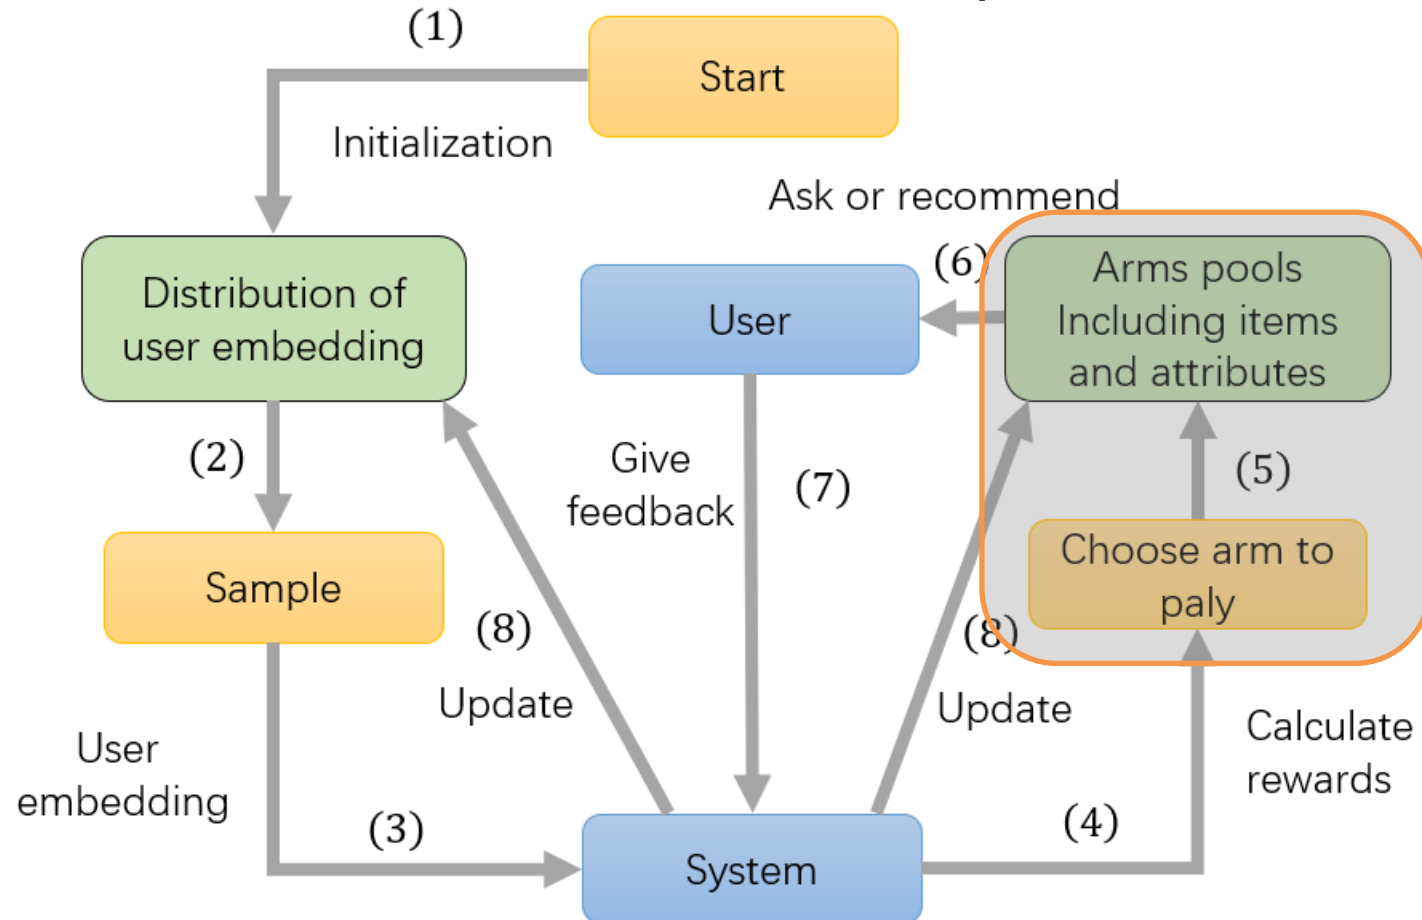 (1)
Start
Initialization
Ask or recommend
Distribution of
user embedding
User
(6)
Arms pools
Including items
and attributes
(2)
Give
feedback
(7)
(5)
Sample
Choose arm to
paly
(8)
Update
(8)
Update
User
embedding
Calculate
rewards
(3)
System
(4)